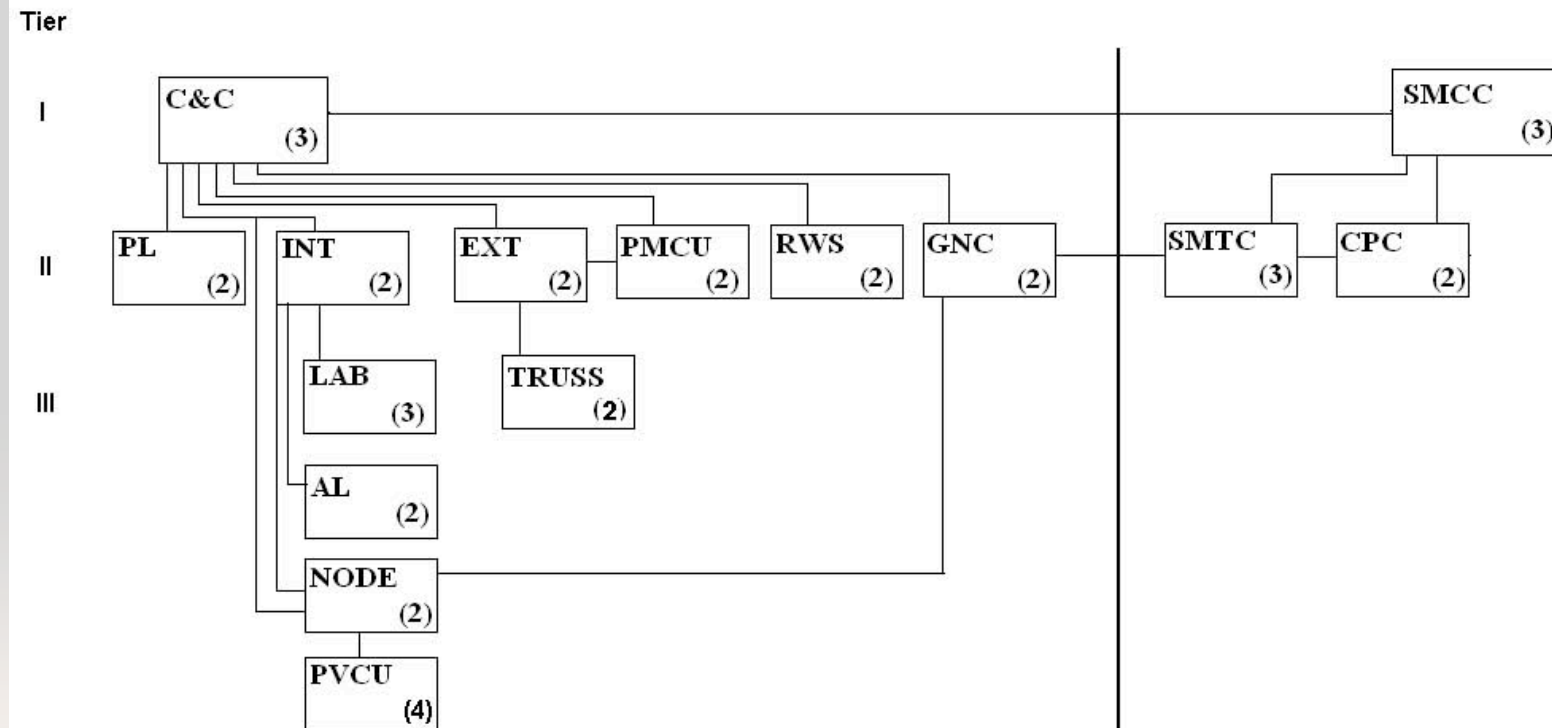 Tier
I
C&C
(3)
SMCC
(3)
II
PL
(2)
INT
(2)
EXT
(2)
PMCU
(2)
RWS
(2)
GNC
(2)
SMTC
(3)
CPC
(2)
III
LAB
(3)
TRUSS
(2)
AL
(2)
NODE
(2)
PVCU
(4)